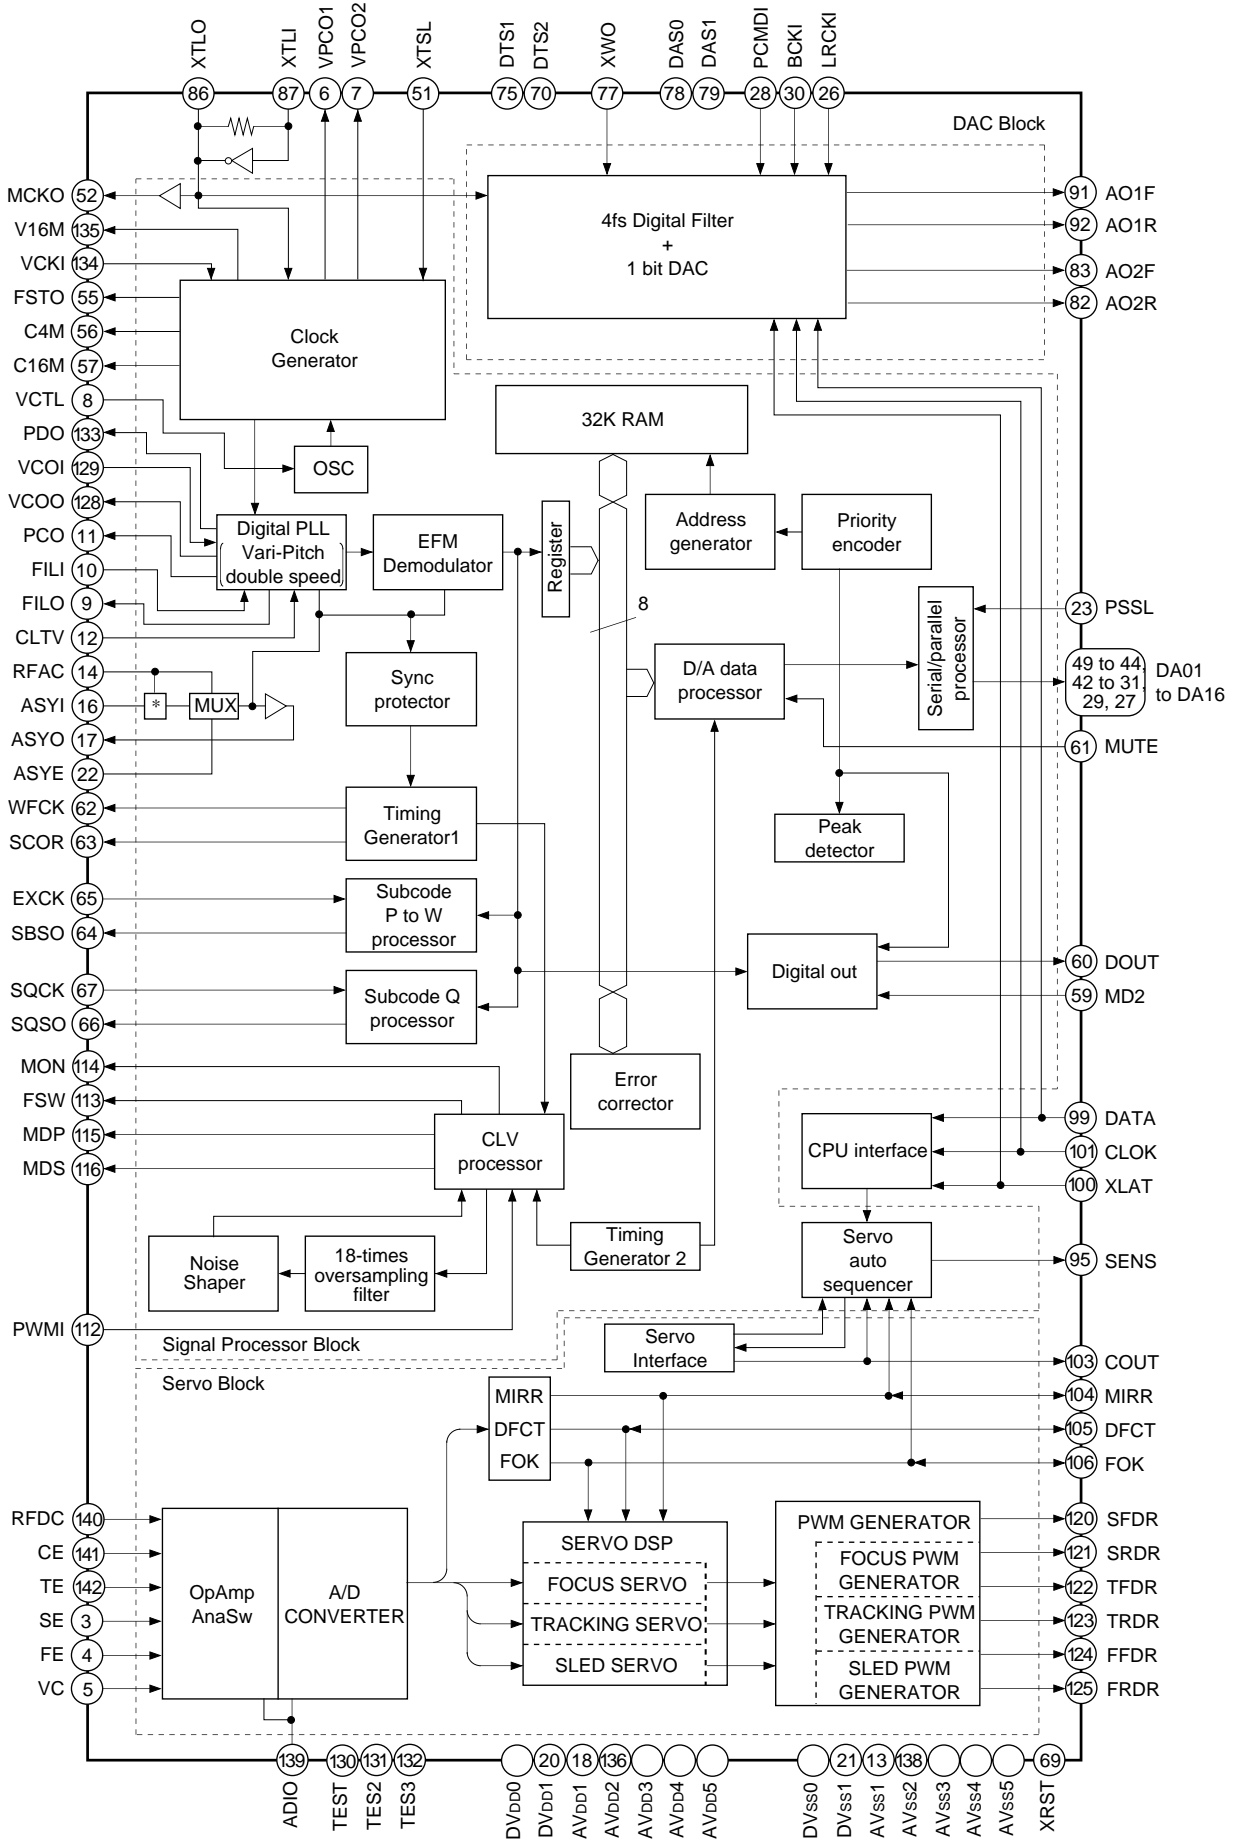 XTLO
XTLI
VPCO1
VPCO2
XTSL
DTS1
DTS2
XWO
DAS0
DAS1
PCMDI
BCKI
LRCKI
86
87
6
7
51
75
70
77
78
79
28
30
26
DAC Block
MCKO 52
V16M 135
VCKI 134
FSTO 55
C4M 56
C16M 57
VCTL 8
PDO 133
VCOI 129
VCOO 128
PCO 11
FILI 10
FILO 9
CLTV 12
RFAC 14
ASYI 16
ASYO 17
ASYE 22
WFCK 62
SCOR 63
EXCK 65
SBSO 64
SQCK 67
SQSO 66
MON 114
FSW 113
MDP 115
MDS 116
PWMI 112
RFDC 140
CE 141
TE 142
SE 3
FE 4
VC 5
4fs Digital Filter
+
1 bit DAC
Clock
Generator
OSC
32K RAM
Digital PLL
Vari-Pitch
double speed
EFM
Demodulator
Register
Address
generator
Priority
encoder
8
Sync
protector
D/A data
processor
Serial/parallel
processor
*
MUX
Timing
Generator1
Peak
detector
Subcode
P to W
processor
Subcode Q
processor
Digital out
Error
corrector
CLV
processor
CPU interface
Noise
Shaper
18-times
oversampling
filter
Timing
Generator 2
Servo
auto
sequencer
Signal Processor Block
Servo
Interface
Servo Block
MIRR
DFCT
FOK
OpAmp
AnaSw
A/D
CONVERTER
SERVO DSP
FOCUS SERVO
TRACKING SERVO
SLED SERVO
PWM GENERATOR
FOCUS PWM
GENERATOR
TRACKING PWM
GENERATOR
SLED PWM
GENERATOR
91 AO1F
92 AO1R
83 AO2F
82 AO2R
23 PSSL
49 to 44,
42 to 31,
29, 27
DA01
to DA16
61 MUTE
60 DOUT
59 MD2
99 DATA
101 CLOK
100 XLAT
95 SENS
103 COUT
104 MIRR
105 DFCT
106 FOK
120 SFDR
121 SRDR
122 TFDR
123 TRDR
124 FFDR
125 FRDR
139
130
131
132
20
18
136
21
13
138
69
ADIO
TEST
TES2
TES3
DVDD0
DVDD1
AVDD1
AVDD2
AVDD3
AVDD4
AVDD5
DVSS0
DVSS1
AVSS1
AVSS2
AVSS3
AVSS4
AVSS5
XRST